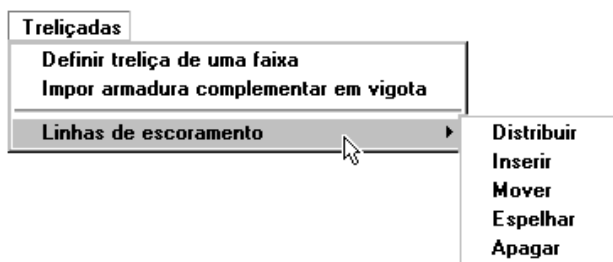 Treliçadas
Definir treliça de uma faixa
Impor armadura complementar em vigota
Linhas de escoramento
Distribuir
Inserir
Mover
Espelhar
Apagar